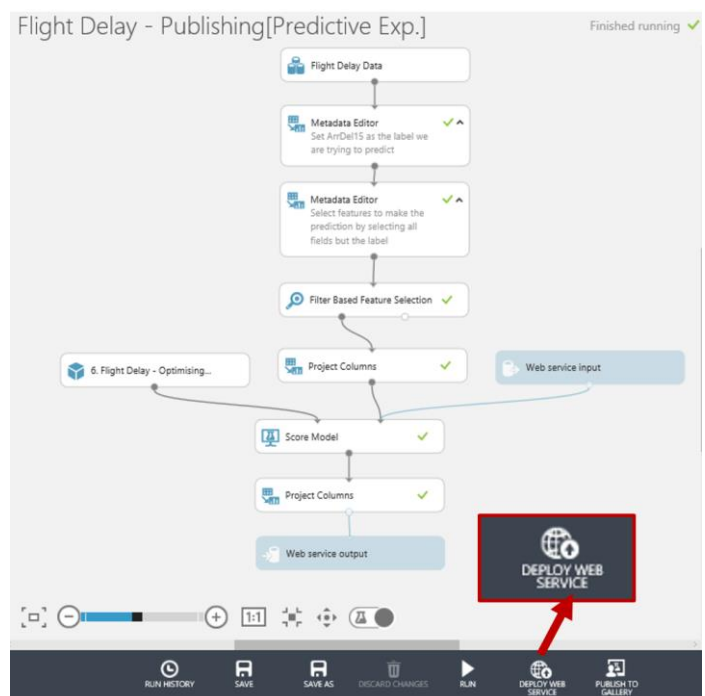 Flight Delay - Publishing[Predictive Exp.]
Finished running
Flight Delay Data
Metadata Editor
Set ArrDel15 as the label we
are trying to predict
Metadata Editor
Select features to make the
prediction by selecting all
fields but the label
Filter Based Feature Selection
6. Flight Delay - Optimising...
Project Columns
Web service input
Score Model
Project Columns
Web service output
DEPLOY WEB
SERVICE
1:1
RUN HISTORY
SAVE
SAVE AS
DISCARD CHANGES
RUN
DEPLOY WEB
SERVICE
PUBLISH TO
GALLERY